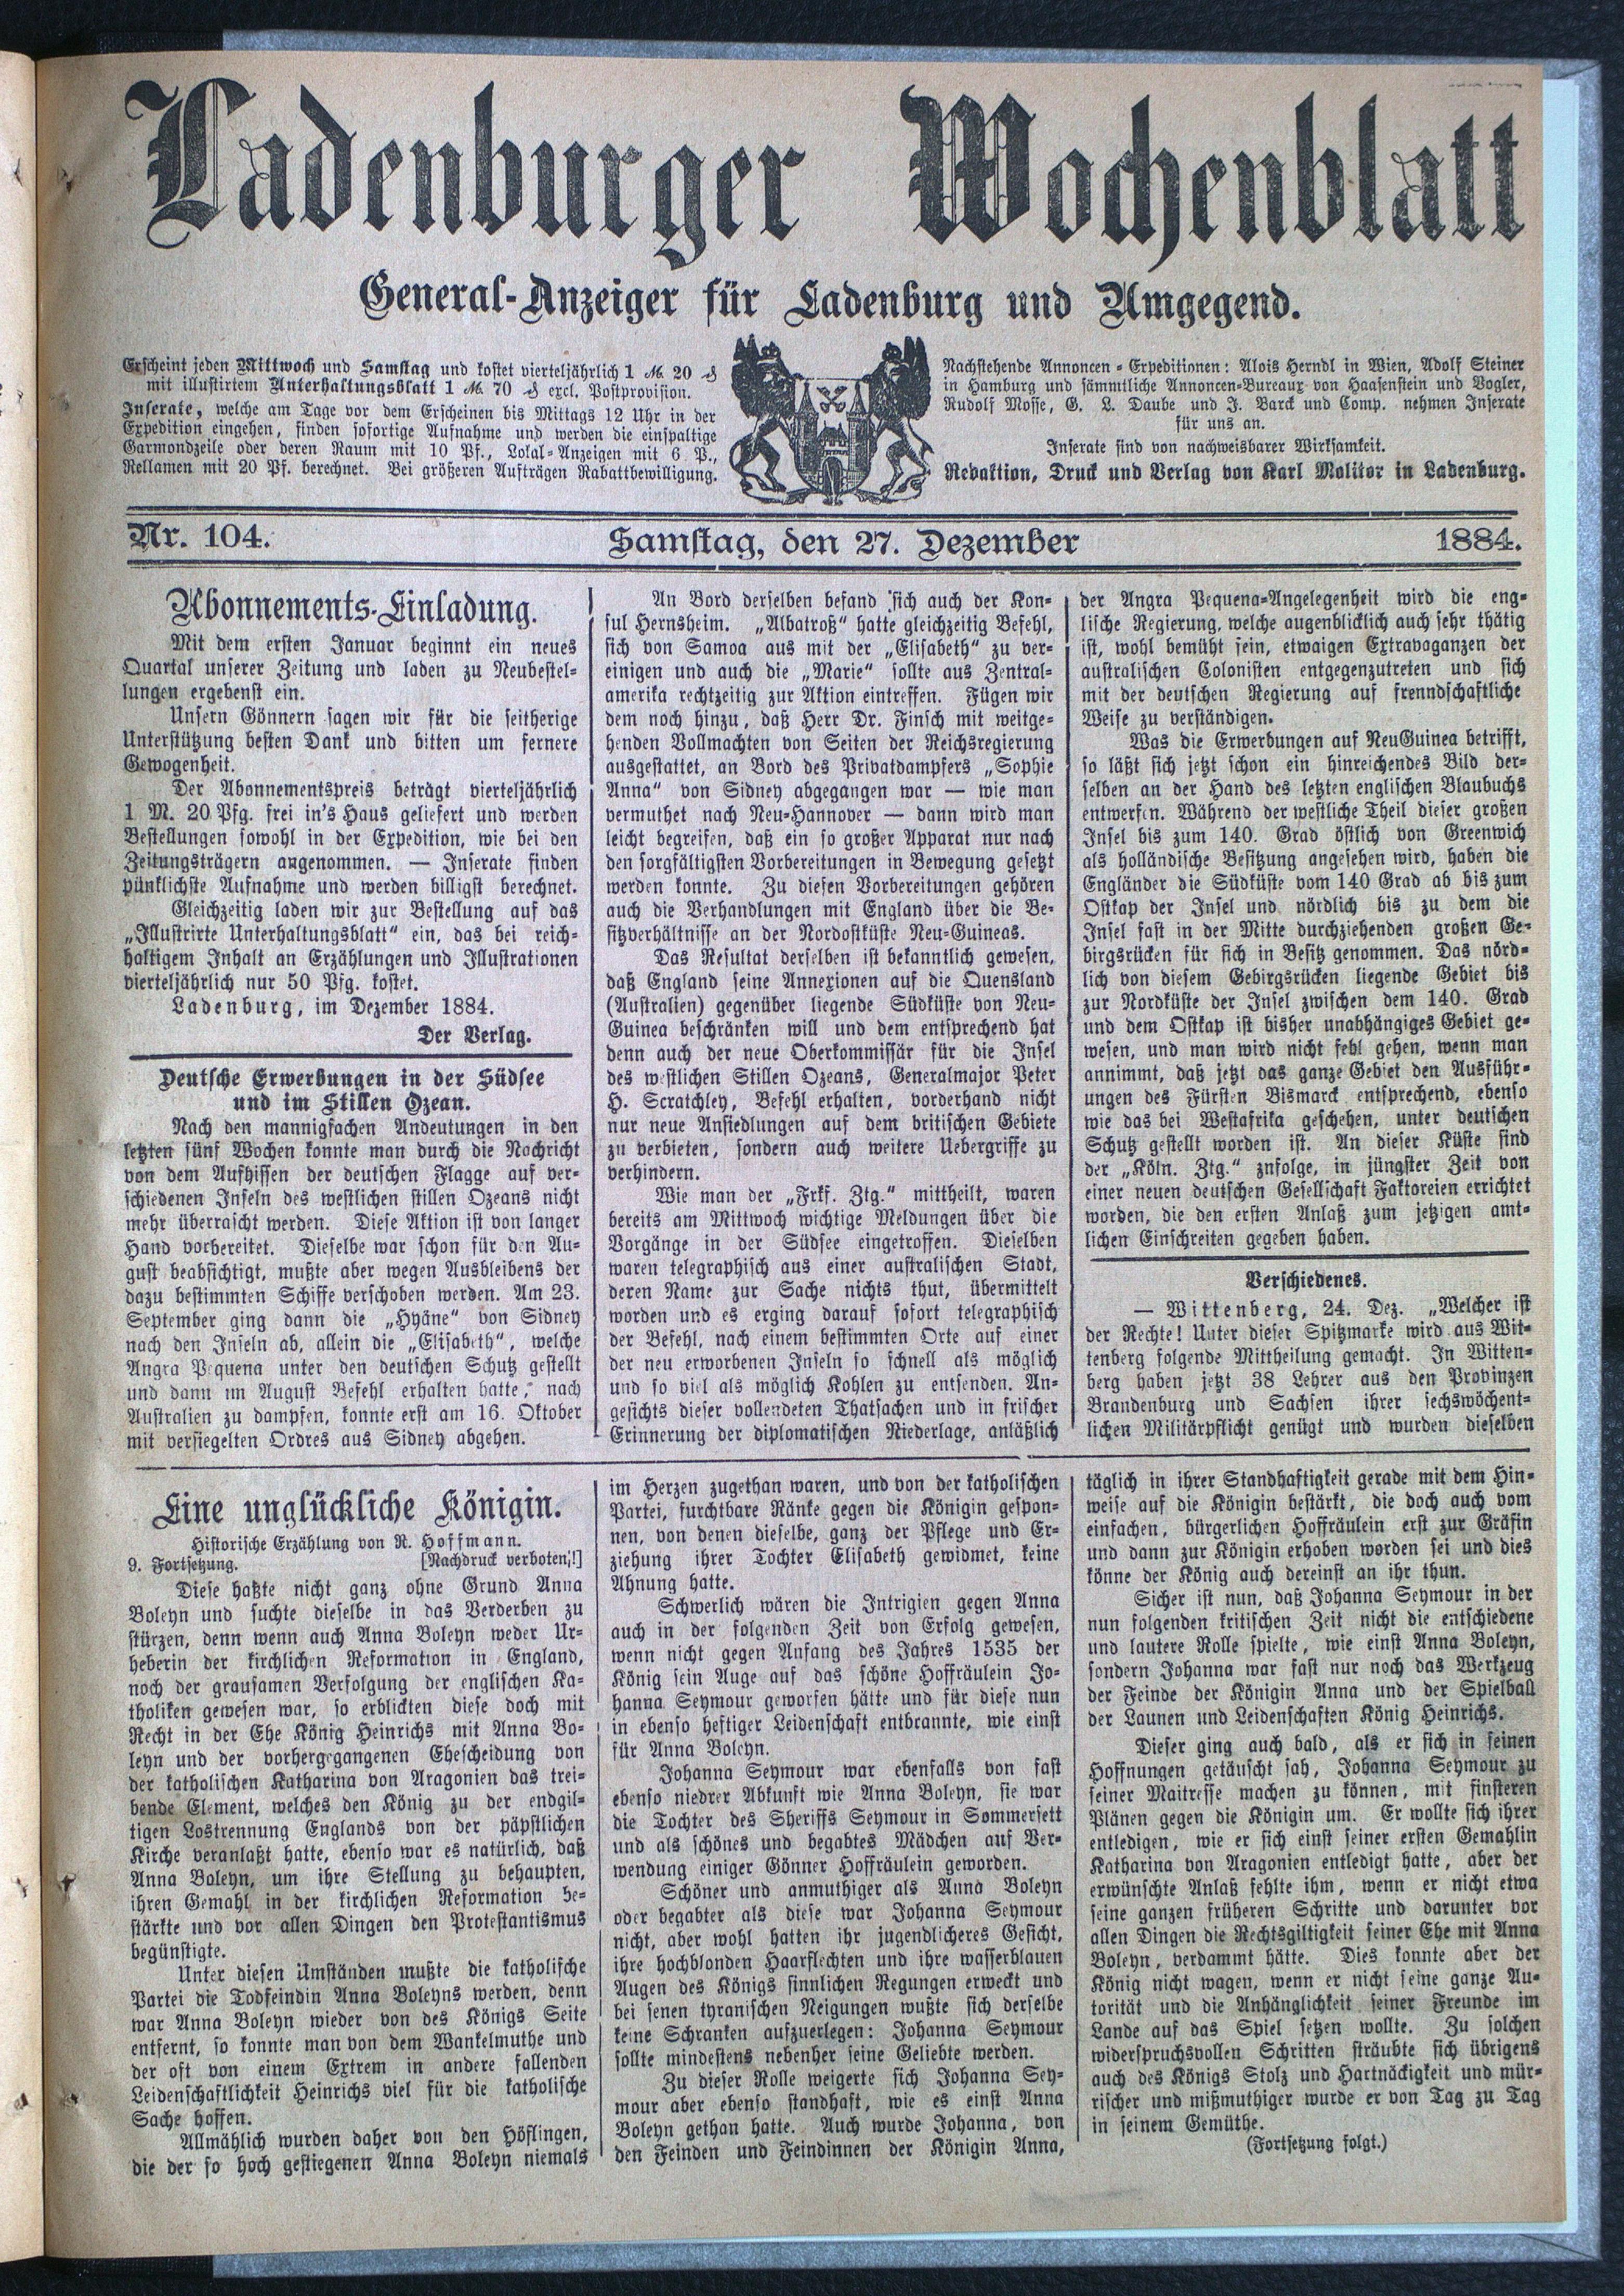 Ladenburger Wochenblatt
General-Anzeiger für Ladenburg und Umgegend.
Erscheint jeden Mittwoch und Samstag und kostet vierteljährlich 1 M. 20 ₰
mit illustrirtem Unterhaltungsblatt 1 M. 70 ₰ excl. Postprovision.
Inserate, welche am Tage vor dem Erscheinen bis Mittags 12 Uhr in der
Expedition eingehen, finden sofortige Aufnahme und werden die einspaltige
Garmondzeile oder deren Raum mit 10 Pf., Lokal-Anzeigen mit 6 P.,
Reklamen mit 20 Pf. berechnet. Bei größeren Aufträgen Rabattbewilligung.
Nachstehende Annoncen-Expeditionen: Alois Herndl in Wien, Adolf Steiner
in Hamburg und sämmtliche Annoncen-Bureaux von Haasenstein und Vogler,
Rudolf Mosse, G. L. Daube und J. Barck und Comp. nehmen Inserate
für uns an.
Inserate sind von nachweisbarer Wirksamkeit.
Redaktion, Druck und Verlag von Karl Molitor in Ladenburg.
Nr. 104. Samstag, den 27. Dezember 1884.
Abonnements-Einladung.
Mit dem ersten Januar beginnt ein neues
Quartal unserer Zeitung und laden zu Neubestel-
lungen ergebenst ein.
Unsern Gönnern sagen wir für die seitherige
Unterstützung besten Dank und bitten um fernere
Gewogenheit.
Der Abonnementspreis beträgt vierteljährlich
1 M. 20 Pfg. frei in's Haus geliefert und werden
Bestellungen sowohl in der Expedition, wie bei den
Zeitungsträgern angenommen. — Inserate finden
pünklichste Aufnahme und werden billigst berechnet.
Gleichzeitig laden wir zur Bestellung auf das
„Illustrirte Unterhaltungsblatt“ ein, das bei reich-
haltigem Inhalt an Erzählungen und Illustrationen
vierteljährlich nur 50 Pfg. kostet.
Ladenburg, im Dezember 1884.
Der Verlag.
Deutsche Erwerbungen in der Südsee
und im Stillen Ozean.
Nach den mannigfachen Andeutungen in den
letzten fünf Wochen konnte man durch die Nachricht
von dem Aufhissen der deutschen Flagge auf ver-
schiedenen Inseln des westlichen stillen Ozeans nicht
mehr überrascht werden. Diese Aktion ist von langer
Hand vorbereitet. Dieselbe war schon für den Au-
gust beabsichtigt, mußte aber wegen Ausbleibens der
dazu bestimmten Schiffe verschoben werden. Am 23.
September ging dann die „Hyäne“ von Sidney
nach den Inseln ab, allein die „Elisabeth“, welche
Angra Pequena unter den deutschen Schutz gestellt
und dann im August Befehl erhalten hatte, nach
Australien zu dampfen, konnte erst am 16. Oktober
mit versiegelten Ordres aus Sidney abgehen.
An Bord derselben befand sich auch der Kon-
sul Hernsheim. „Albatroß“ hatte gleichzeitig Befehl,
sich von Samoa aus mit der „Elisabeth“ zu ver-
einigen und auch die „Marie“ sollte aus Zentral-
amerika rechtzeitig zur Aktion eintreffen. Fügen wir
dem noch hinzu, daß Herr Dr. Finsch mit weitge-
henden Vollmachten von Seiten der Reichsregierung
ausgestattet, an Bord des Privatdampfers „Sophie
Anna“ von Sidney abgegangen war — wie man
vermuthet nach Neu-Hannover — dann wird man
leicht begreifen, daß ein so großer Apparat nur nach
den sorgfältigsten Vorbereitungen in Bewegung gesetzt
werden konnte. Zu diesen Vorbereitungen gehören
auch die Verhandlungen mit England über die Be-
sitzverhältnisse an der Nordostküste Neu-Guineas.
Das Resultat derselben ist bekanntlich gewesen,
daß England seine Annexionen auf die Quensland
(Australien) gegenüber liegende Südküste von Neu-
Guinea beschränken will und dem entsprechend hat
denn auch der neue Oberkommissär für die Insel
des westlichen Stillen Ozeans, Generalmajor Peter
H. Scratchley, Befehl erhalten, vorderhand nicht
nur neue Ansiedlungen auf dem britischen Gebiete
zu verbieten, sondern auch weitere Uebergriffe zu
verhindern.
Wie man der „Frkf. Ztg.“ mittheilt, waren
bereits am Mittwoch wichtige Meldungen über die
Vorgänge in der Südsee eingetroffen. Dieselben
waren telegraphisch aus einer australischen Stadt,
deren Name zur Sache nichts thut, übermittelt
worden und es erging darauf sofort telegraphisch
der Befehl, nach einem bestimmten Orte auf einer
der neu erworbenen Inseln so schnell als möglich
und so viel als möglich Kohlen zu entsenden. An-
gesichts dieser vollendeten Thatsachen und in frischer
Erinnerung der diplomatischen Niederlage, anläßlich
der Angra Pequena-Angelegenheit wird die eng-
lische Regierung, welche augenblicklich auch sehr thätig
ist, wohl bemüht sein, etwaigen Extravaganzen der
australischen Colonisten entgegenzutreten und sich
mit der deutschen Regierung auf frenndschaftliche
Weise zu verständigen.
Was die Erwerbungen auf NeuGuinea betrifft,
so läßt sich jetzt schon ein hinreichendes Bild der-
selben an der Hand des letzten englischen Blaubuchs
entwerfen. Während der westliche Theil dieser großen
Insel bis zum 140. Grad östlich von Greenwich
als holländische Besitzung angesehen wird, haben die
Engländer die Südküste vom 140 Grad ab bis zum
Ostkap der Insel und nördlich bis zu dem die
Insel fast in der Mitte durchziehenden großen Ge-
birgsrücken für sich in Besitz genommen. Das nörd-
lich von diesem Gebirgsrücken liegende Gebiet bis
zur Nordküste der Insel zwischen dem 140. Grad
und dem Ostkap ist bisher unabhängiges Gebiet ge-
wesen, und man wird nicht fehl gehen, wenn man
annimmt, daß jetzt das ganze Gebiet den Ausführ-
ungen des Fürsten Bismarck entsprechend, ebenso
wie das bei Westafrika geschehen, unter deutschen
Schutz gestellt worden ist. An dieser Küste sind
der „Köln. Ztg.“ znfolge, in jüngster Zeit von
einer neuen deutschen Gesellschaft Faktoreien errichtet
worden, die den ersten Anlaß zum jetzigen amt-
lichen Einschreiten gegeben haben.
Verschiedenes.
— Wittenberg, 24. Dez. „Welcher ist
der Rechte! Unter dieser Spitzmarke wird aus Wit-
tenberg folgende Mittheilung gemacht. In Witten-
berg haben jetzt 38 Lehrer aus den Provinzen
Brandenburg und Sachsen ihrer sechswöchent-
lichen Militärpflicht genügt und wurden dieselben
Eine unglückliche Königin.
Historische Erzählung von R. Hoffmann.
9. Fortsetzung. [Nachdruck verboten!]
Diese haßte nicht ganz ohne Grund Anna
Boleyn und suchte dieselbe in das Verderben zu
stürzen, denn wenn auch Anna Boleyn weder Ur-
heberin der kirchlichen Reformation in England,
noch der grausamen Verfolgung der englischen Ka-
tholiken gewesen war, so erblickten diese doch mit
Recht in der Ehe König Heinrichs mit Anna Bo-
leyn und der vorhergegangenen Ehescheidung von
der katholischen Katharina von Aragonien das trei-
bende Element, welches den König zu der endgil-
tigen Lostrennung Englands von der päpstlichen
Kirche veranlaßt hatte, ebenso war es natürlich, daß
Anna Boleyn, um ihre Stellung zu behaupten,
ihren Gemahl in der kirchlichen Reformation be-
stärkte und vor allen Dingen den Protestantismus
begünstigte.
Unter diesen Umständen mußte die katholische
Partei die Todfeindin Anna Boleyns werden, denn
war Anna Boleyn wieder von des Königs Seite
entfernt, so konnte man von dem Wankelmuthe und
der oft von einem Extrem in andere fallenden
Leidenschaftlichkeit Heinrichs viel für die katholische
Sache hoffen.
Allmählich wurden daher von den Höflingen,
die der so hoch gestiegenen Anna Boleyn niemals
im Herzen zugethan waren, und von der katholischen
Partei, furchtbare Ränke gegen die Königin gespon-
nen, von denen dieselbe, ganz der Pflege und Er-
ziehung ihrer Tochter Elisabeth gewidmet, keine
Ahnung hatte.
Schwerlich wären die Intrigien gegen Anna
auch in der folgenden Zeit von Erfolg gewesen,
wenn nicht gegen Anfang des Jahres 1535 der
König sein Auge auf das schöne Hoffräulein Jo-
hanna Seymour geworfen hätte und für diese nun
in ebenso heftiger Leidenschaft entbrannte, wie einst
für Anna Boleyn.
Johanna Seymour war ebenfalls von fast
ebenso niedrer Abkunft wie Anna Boleyn, sie war
die Tochter des Sheriffs Seymour in Sommersett
und als schönes und begabtes Mädchen auf Ver-
wendung einiger Gönner Hoffräulein geworden.
Schöner und anmuthiger als Anna Boleyn
oder begabter als diese war Johanna Seymour
nicht, aber wohl hatten ihr jugendlicheres Gesicht,
ihre hochblonden Haarflechten und ihre wasserblauen
Augen des Königs sinnlichen Regungen erweckt und
bei senen tyranischen Neigungen wußte sich derselbe
keine Schranken aufzuerlegen: Johanna Seymour
sollte mindestens nebenher seine Geliebte werden.
Zu dieser Rolle weigerte sich Johanna Sey-
mour aber ebenso standhaft, wie es einst Anna
Boleyn gethan hatte. Auch wurde Johanna, von
den Feinden und Feindinnen der Königin Anna,
täglich in ihrer Standhaftigkeit gerade mit dem Hin-
weise auf die Königin bestärkt, die doch auch vom
einfachen, bürgerlichen Hoffräulein erst zur Gräfin
und dann zur Königin erhoben worden sei und dies
könne der König auch dereinst an ihr thun.
Sicher ist nun, daß Johanna Seymour in der
nun folgenden kritischen Zeit nicht die entschiedene
und lautere Rolle spielte, wie einst Anna Boleyn,
sondern Johanna war fast nur noch das Werkzeug
der Feinde der Königin Anna und der Spielball
der Launen und Leidenschaften König Heinrichs.
Dieser ging auch bald, als er sich in seinen
Hoffnungen getäuscht sah, Johanna Seymour zu
seiner Maitresse machen zu können, mit finsteren
Plänen gegen die Königin um. Er wollte sich ihrer
entledigen, wie er sich einst seiner ersten Gemahlin
Katharina von Aragonien entledigt hatte, aber der
erwünschte Anlaß fehlte ihm, wenn er nicht etwa
seine ganzen früheren Schritte und darunter vor
allen Dingen die Rechtsgiltigkeit seiner Ehe mit Anna
Boleyn, verdammt hätte. Dies konnte aber der
König nicht wagen, wenn er nicht seine ganze Au-
torität und die Anhänglichkeit seiner Freunde im
Lande auf das Spiel setzen wollte. Zu solchen
widerspruchsvollen Schritten sträubte sich übrigens
auch des Königs Stolz und Hartnäckigkeit und mür-
rischer und mißmuthiger wurde er von Tag zu Tag
in seinem Gemüthe.
(Fortsetzung folgt.)